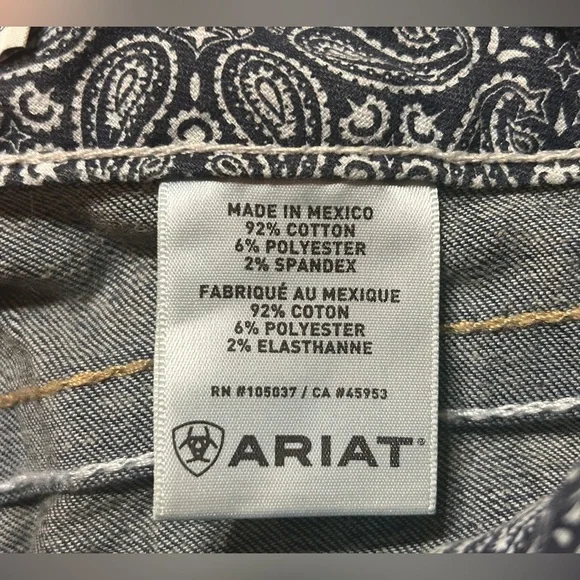 MADE IN MEXICO
92% COTTON
6% POLYESTER
2% SPANDEX
FABRIQUÉ AU MEXIQUE
92% COTON
6% POLYESTER
2% ELASTHANNE
RN #105037 / CA #45953
ARIAT®